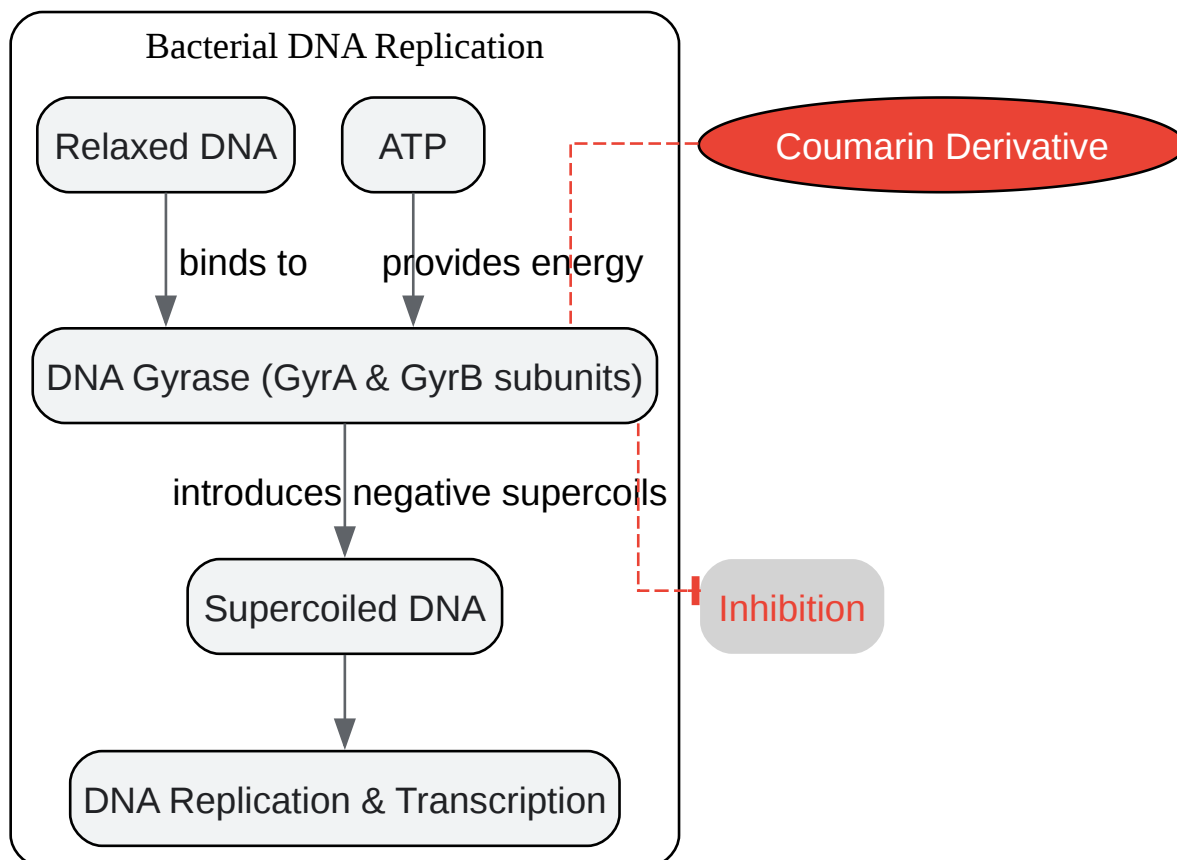 Bacterial DNA Replication
Relaxed DNA
ATP
Coumarin Derivative
binds to
provides energy
DNA Gyrase (GyrA & GyrB subunits)
introduces negative supercoils
Supercoiled DNA
Inhibition
DNA Replication & Transcription